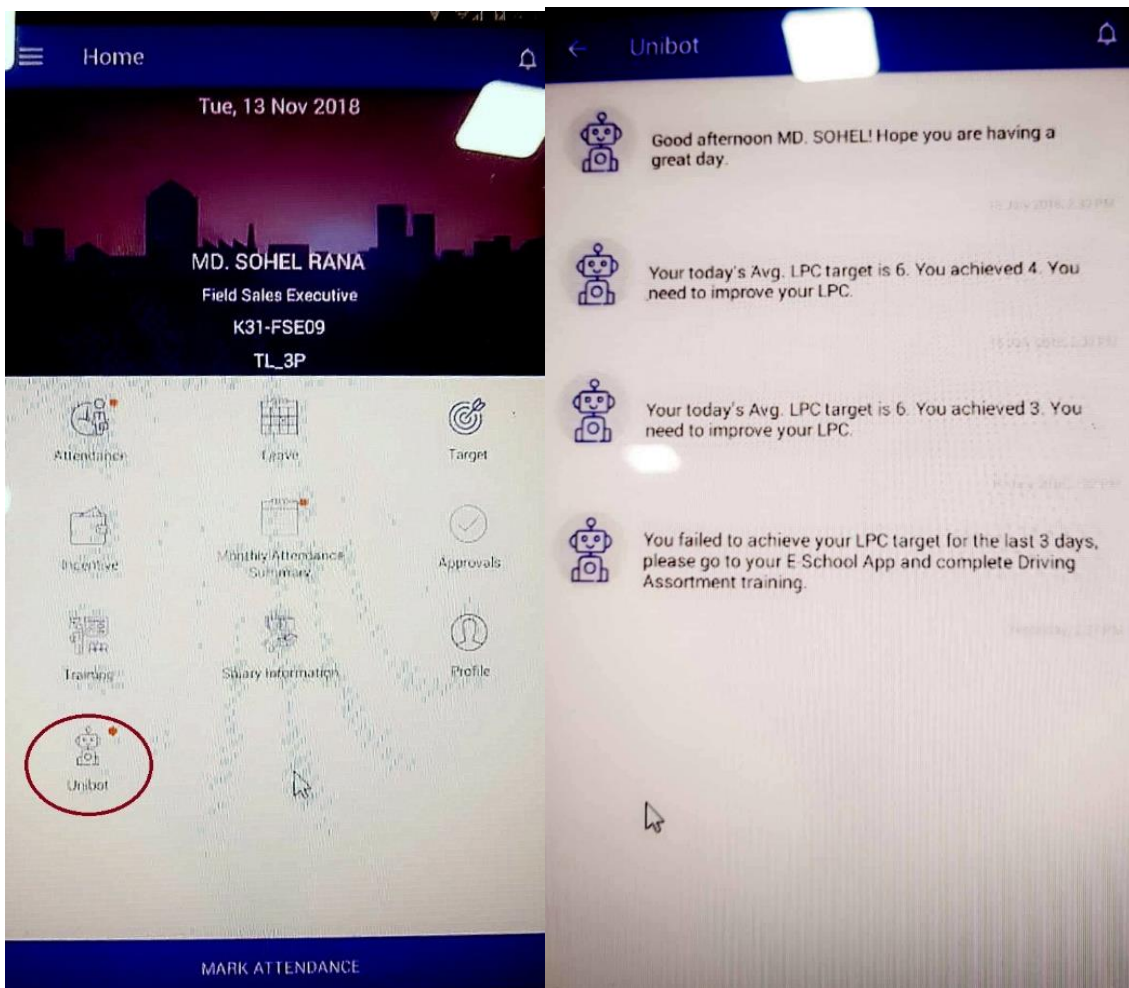 Home
Tue, 13 Nov 2018
MD. SOHEL RANA
Field Sales Executive
K31-FSE09
TL_3P
Attendance
Leave
Target
Incentive
Monthly Attendance
Summary
Approvals
Training
Salary Information
Profile
Unibot
MARK ATTENDANCE
Unibot
Good afternoon MD. SOHEL! Hope you are having a
great day.
Your today's Avg. LPC target is 6. You achieved 4. You
need to improve your LPC.
Your today's Avg. LPC target is 6. You achieved 3. You
need to improve your LPC.
You failed to achieve your LPC target for the last 3 days,
please go to your E School App and complete Driving
Assortment training.